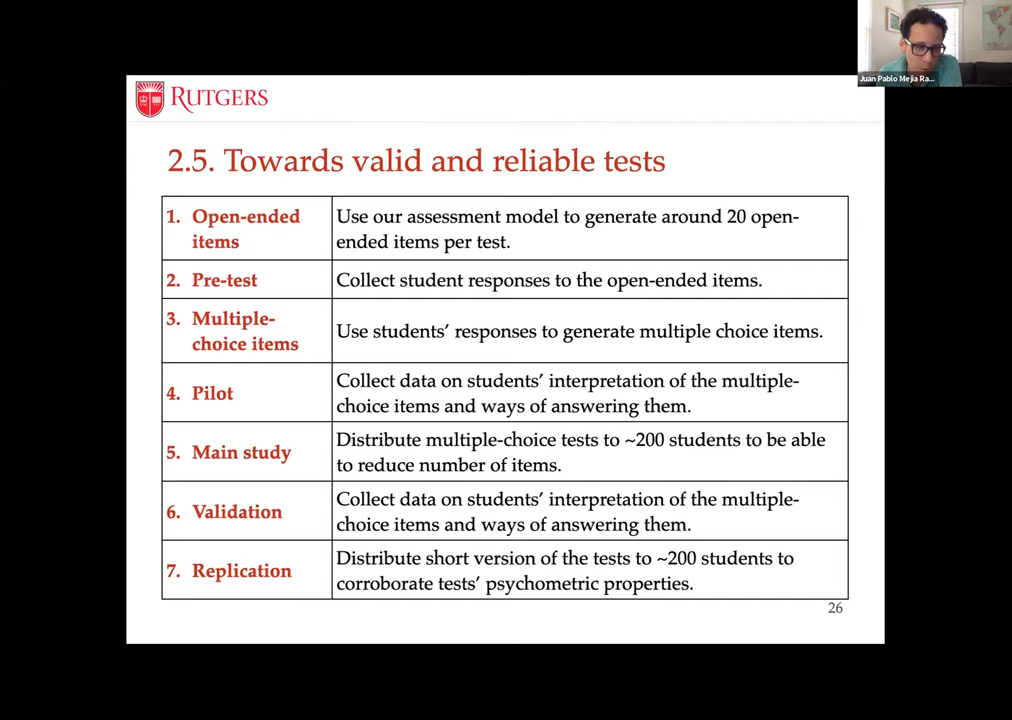 Juan Pablo Mejia Ra...
RUTGERS
2.5. Towards valid and reliable tests
1. Open-ended
items
Use our assessment model to generate around 20 open-
ended items per test.
2. Pre-test
Collect student responses to the open-ended items.
3. Multiple-
choice items
Use students’ responses to generate multiple choice items.
4. Pilot
Collect data on students’ interpretation of the multiple-
choice items and ways of answering them.
5. Main study
Distribute multiple-choice tests to ~200 students to be able
to reduce number of items.
6. Validation
Collect data on students’ interpretation of the multiple-
choice items and ways of answering them.
7. Replication
Distribute short version of the tests to ~200 students to
corroborate tests’ psychometric properties.
26